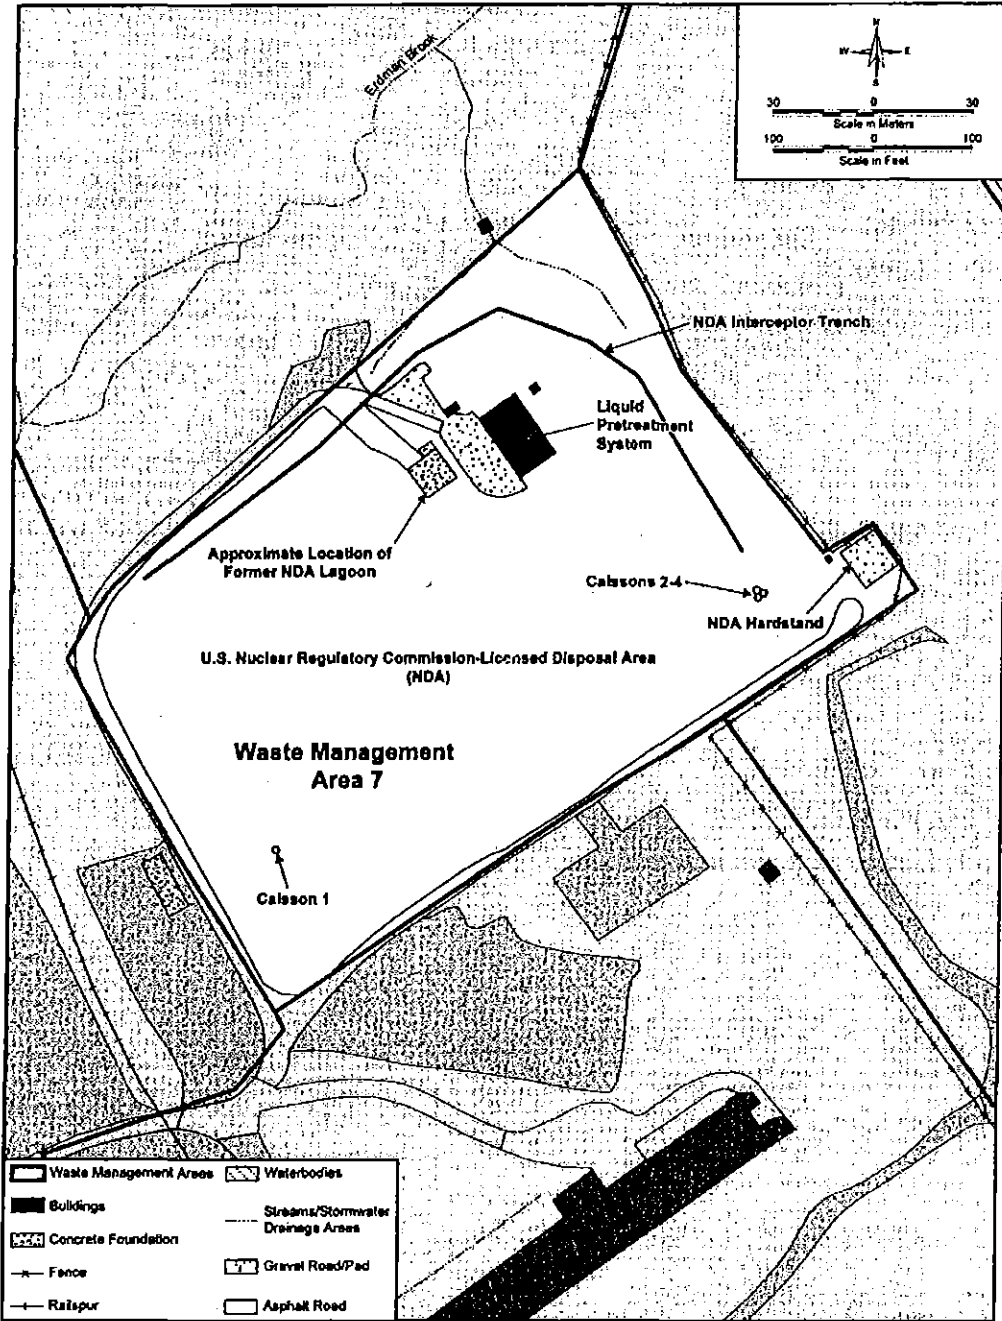 Erdman Brook
N
W E
S
30 0 30
Scale in Meters
100 0 100
Scale in Feet
NDA Interceptor Trench
Liquid
Pretreatment
System
Approximate Location of
Former NDA Lagoon
Caissons 2-4
NDA Hardstand
U.S. Nuclear Regulatory Commission-Licensed Disposal Area
(NDA)
Waste Management
Area 7
Caisson 1
Waste Management Areas
Buildings
Concrete Foundation
Fence
Railspur
Waterbodies
Streams/Stormwater
Drainage Areas
Gravel Road/Pad
Asphalt Road